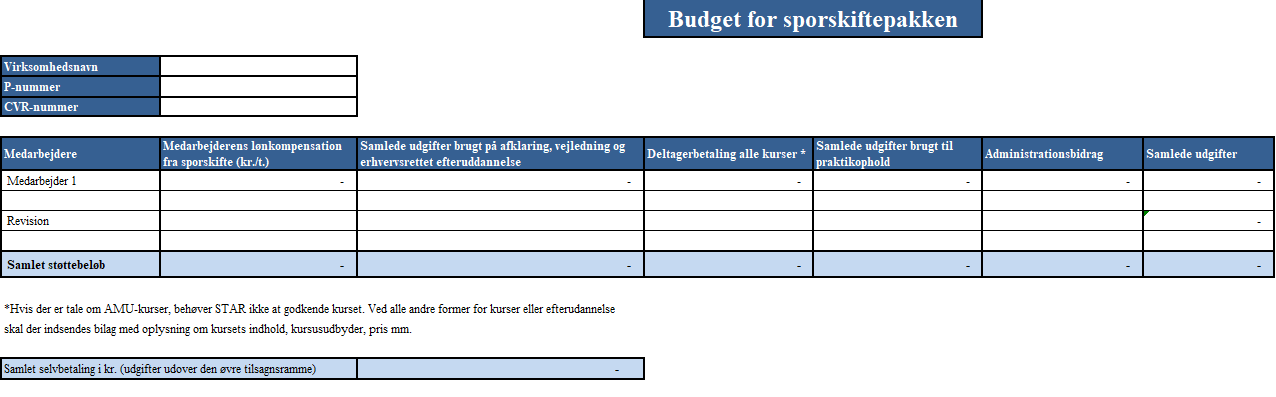 Budget for sporskiftepakken
Virksomhedsnavn
P-nummer
CVR-nummer
Medarbejdere
Medarbejderens lønkompensation
fra sporskifte (kr./t.)
Samlede udgifter brugt på afklaring, vejledning og
erhvervsrettet efteruddannelse
Deltagerbetaling alle kurser *
Samlede udgifter brugt til
praktikophold
Administrationsbidrag
Samlede udgifter
Medarbejder 1 - - - - - -
Revision -
Samlet støttebeløb - - - - - -
*Hvis der er tale om AMU-kurser, behøver STAR ikke at godkende kurset. Ved alle andre former for kurser eller efterudannelse
skal der indsendes bilag med oplysning om kursets indhold, kursusudbyder, pris mm.
Samlet selvbetaling i kr. (udgifter udover den øvre tilsagnsramme) -